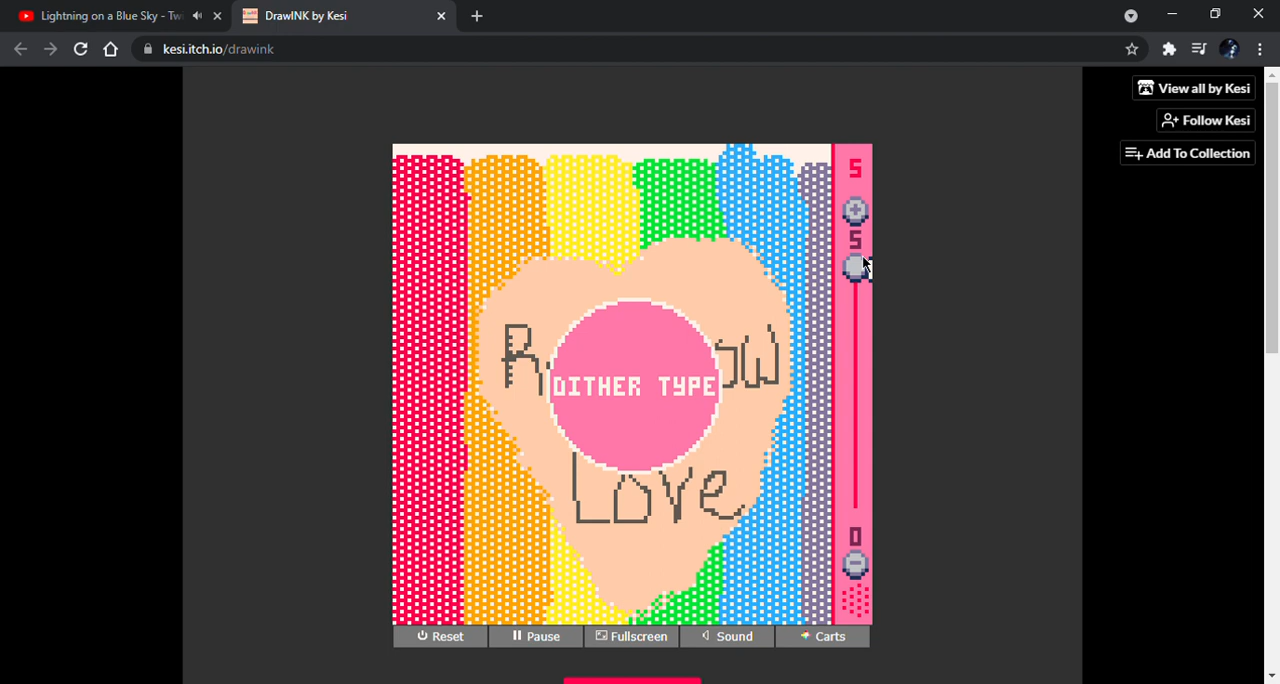 Lightning on a Blue Sky - Tw
DrawINK by Kesi
kesi.itch.io/drawink
View all by Kesi
Follow Kesi
Add To Collection
5
+
5
DITHER TYPE
Love
0
-
Reset
Pause
Fullscreen
Sound
Carts